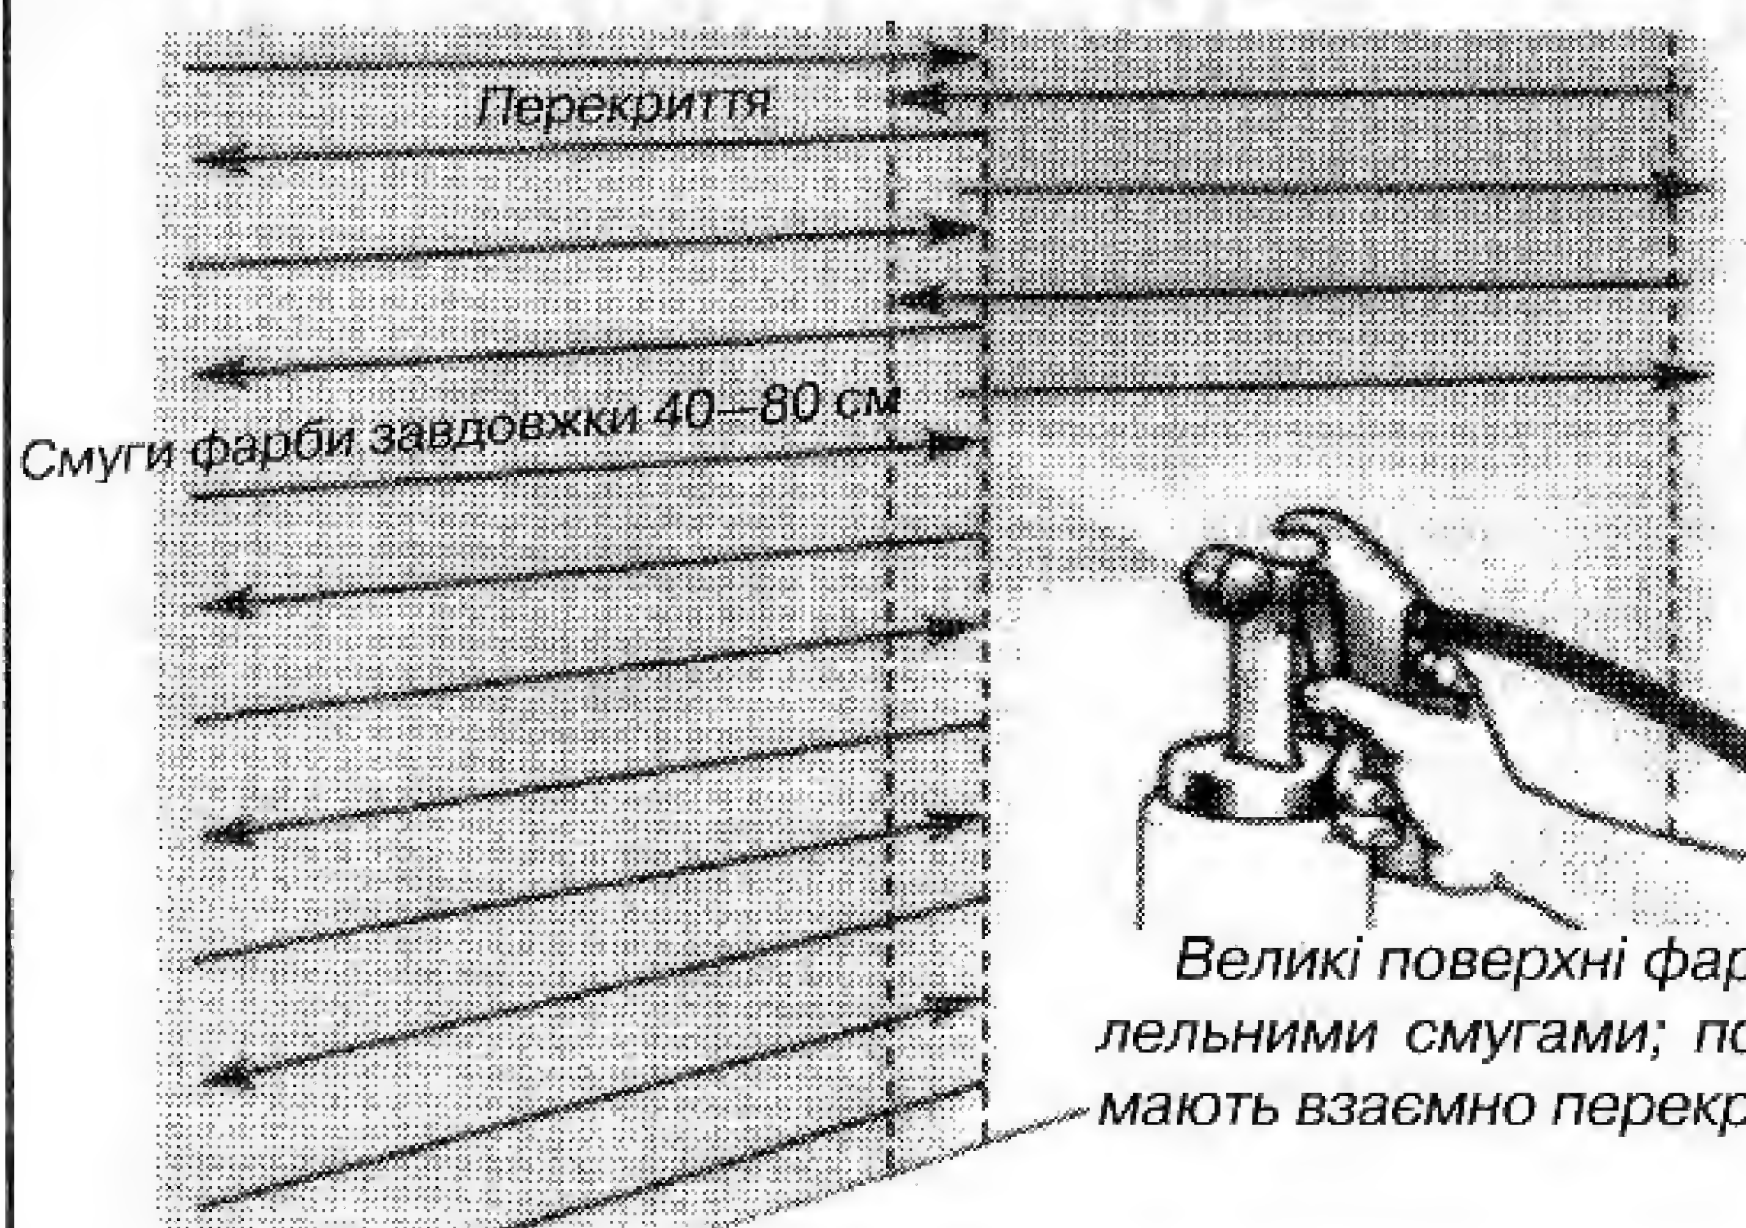 Перекриття
Смуги фарби завдовжки 40–80 см
Великі поверхні фар
лельними смугами; по
мають взаємно перекр